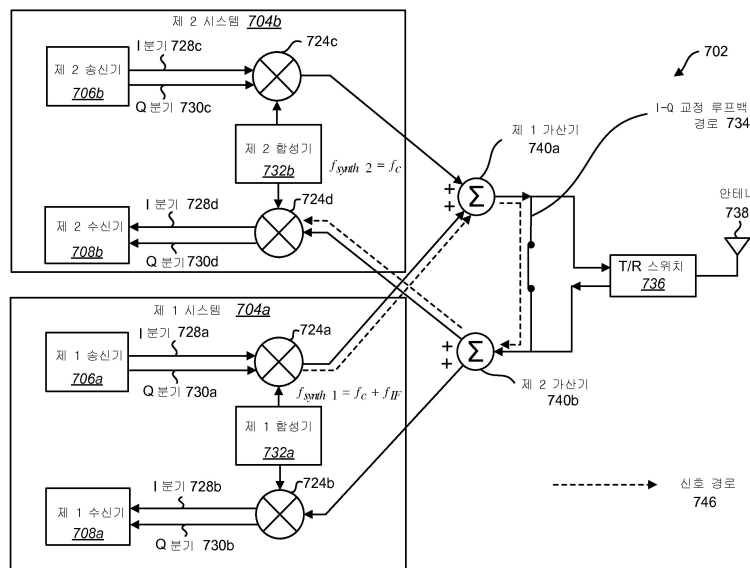 제 2 시스템 704b
724c
702
I 분기 728c
제 2 송신기
706b
Q 분기 730c
I-Q 교정 루프백
경로 734
제 1 가산기
740a
제 2 합성기
732b
f_synth 2 = f_c
I 분기 728d
724d
제 2 수신기
708b
Q 분기 730d
+
+
Σ
안테나
738
T/R 스위치
736
제 1 시스템 704a
724a
I 분기 728a
제 1 송신기
706a
Q 분기 730a
+
+
Σ
제 2 가산기
740b
f_synth 1 = f_c + f_IF
제 1 합성기
732a
I 분기 728b
724b
제 1 수신기
708a
Q 분기 730b
신호 경로
746